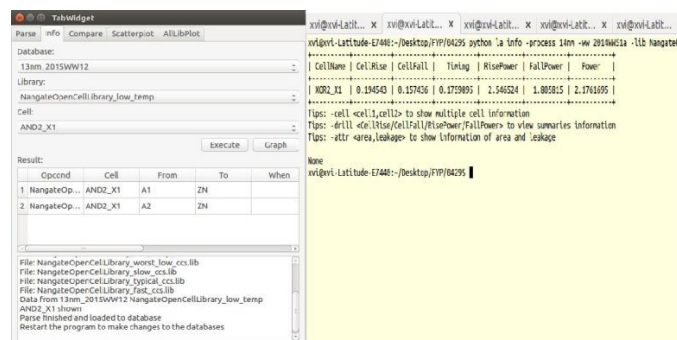 TabWidget
Parse Info Compare Scatterplot AllLibPlot
Database:
13nm_2015WW12
Library:
NangateOpenCellLibrary_low_temp
Cell:
AND2_X1
Execute Graph
Result:
Opcond Cell From To When
1 NangateOp... AND2_X1 A1 ZN
2 NangateOp... AND2_X1 A2 ZN
File: NangateOpenCellLibrary_worst_low_ccs.lib
File: NangateOpenCellLibrary_slow_ccs.lib
File: NangateOpenCellLibrary_typical_ccs.lib
File: NangateOpenCellLibrary_fast_ccs.lib
Data from 13nm_2015WW12 NangateOpenCellLibrary_low_temp
AND2_X1 shown
Parse finished and loaded to database
Restart the program to make changes to the databases
xvi@xvi-Latit... x xvi@xvi-Latit... x xvi@xvi-Latit... x xvi@xvi-Latit... x xvi@xvi-Latit...
xvi@xvi-Latitude-E7440:~/Desktop/FYP/0429$ python la info -process 14nm -ww 2014WW51a -lib Nangate
| CellName | CellRise | CellFall | Timing | RisePower | FallPower | Power |
| XOR2_X1 | 0.194543 | 0.157436 | 0.1759895 | 2.546524 | 1.805815 | 2.1761695 |
Tips: -cell <cell1,cell2> to show multiple cell information
Tips: -drill <CellRise/CellFall/RisePower/FallPower> to view summaries information
Tips: -attr <area,leakage> to show information of area and leakage
None
xvi@xvi-Latitude-E7440:~/Desktop/FYP/0429$